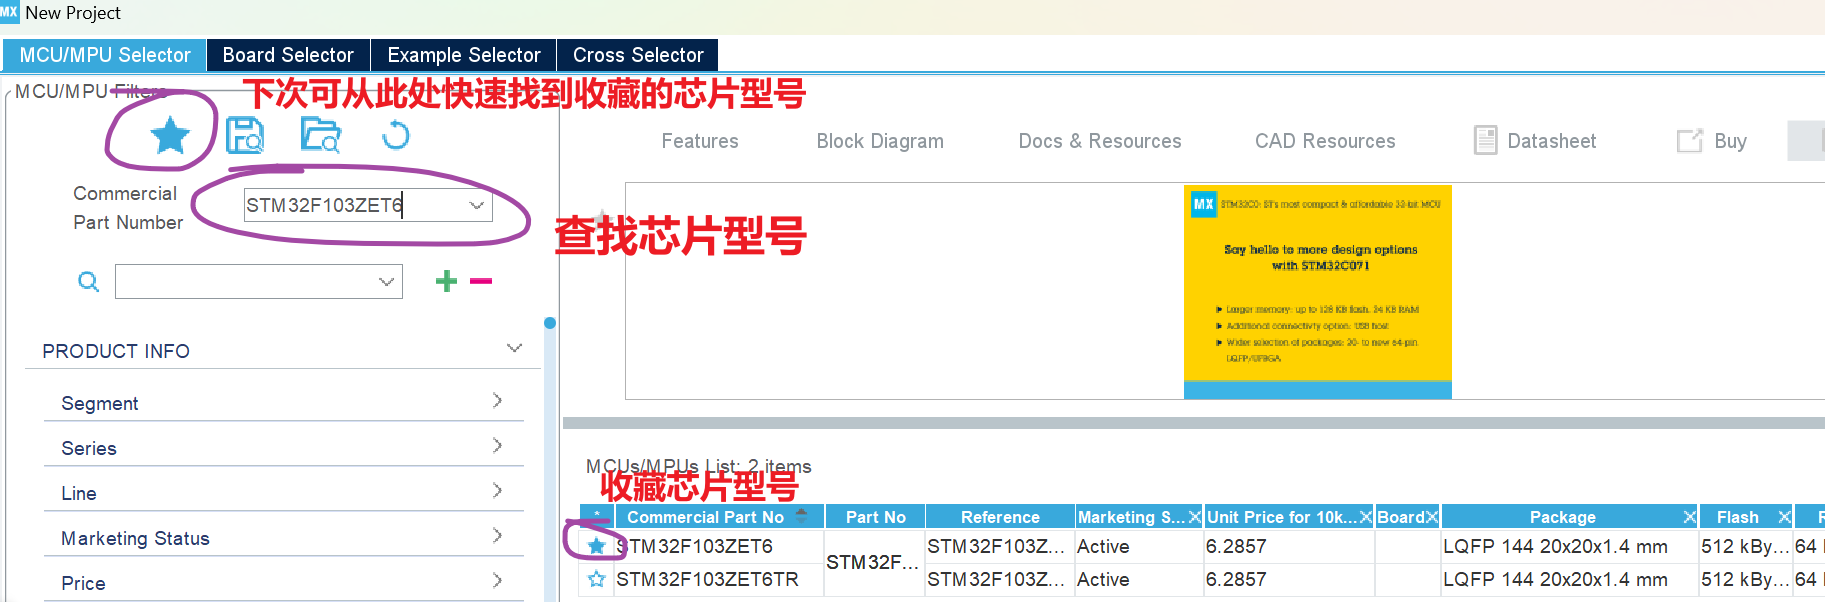 MX New Project
MCU/MPU Selector Board Selector Example Selector Cross Selector
MCU/MPU Filters
下次可从此处快速找到收藏的芯片型号
Features Block Diagram Docs & Resources CAD Resources Datasheet Buy
Commercial
Part Number
STM32F103ZET6
查找芯片型号
MX STM32C0: ST's most compact & affordable 32-bit MCU
Say hello to more design options
with STM32C071
Larger memory: up to 128 KB flash, 24 KB RAM
Additional connectivity option: USB host
Wider selection of packages: 20- to new 64-pin
LQFP/UFBGA
PRODUCT INFO
Segment
Series
Line
Marketing Status
Price
MCUs/MPUs List: 2 items
收藏芯片型号
* Commercial Part No Part No Reference Marketing S... Unit Price for 10k... Board Package Flash R
STM32F103ZET6 STM32F... STM32F103Z... Active 6.2857 LQFP 144 20x20x1.4 mm 512 kBy... 64
STM32F103ZET6TR STM32F103Z... Active 6.2857 LQFP 144 20x20x1.4 mm 512 kBy... 64